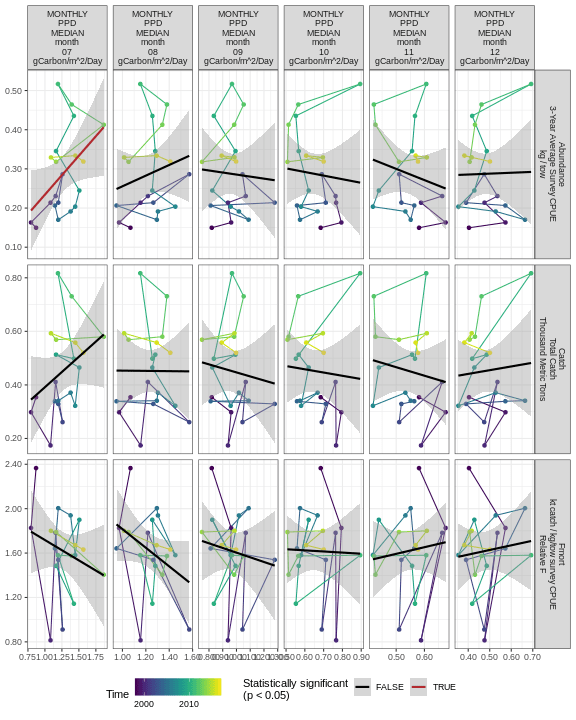 MONTHLY
PPD
MEDIAN
month
07
gCarbon/m^2/Day
MONTHLY
PPD
MEDIAN
month
08
gCarbon/m^2/Day
MONTHLY
PPD
MEDIAN
month
09
gCarbon/m^2/Day
MONTHLY
PPD
MEDIAN
month
10
gCarbon/m^2/Day
MONTHLY
PPD
MEDIAN
month
11
gCarbon/m^2/Day
MONTHLY
PPD
MEDIAN
month
12
gCarbon/m^2/Day
0.50
0.40
0.30
0.20
0.10
Abundance
3-Year Average Survey CPUE
kg / tow
0.80
0.60
0.40
0.20
Catch
Total Catch
Thousand Metric Tons
2.40
2.00
1.60
1.20
0.80
Fmort
kt catch / kg/tow survey CPUE
Relative F
0.75 1.00 1.25 1.50 1.75
1.00 1.20 1.40 1.60
0.60 0.70 0.80 0.90
0.50 0.60
0.40 0.50 0.60 0.70
Time
2000 2010
Statistically significant
(p < 0.05)
FALSE
TRUE